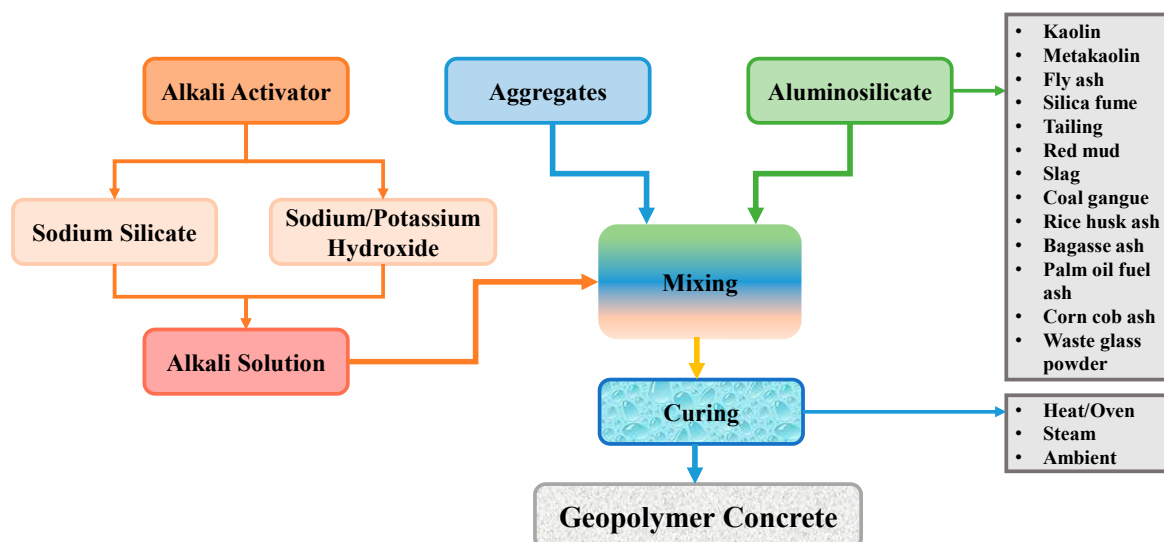 Alkali Activator
Aggregates
Aluminosilicate
• Kaolin
• Metakaolin
• Fly ash
• Silica fume
• Tailing
• Red mud
• Slag
• Coal gangue
• Rice husk ash
• Bagasse ash
• Palm oil fuel
ash
• Corn cob ash
• Waste glass
powder
Sodium Silicate
Sodium/Potassium
Hydroxide
Mixing
Alkali Solution
Curing
• Heat/Oven
• Steam
• Ambient
Geopolymer Concrete